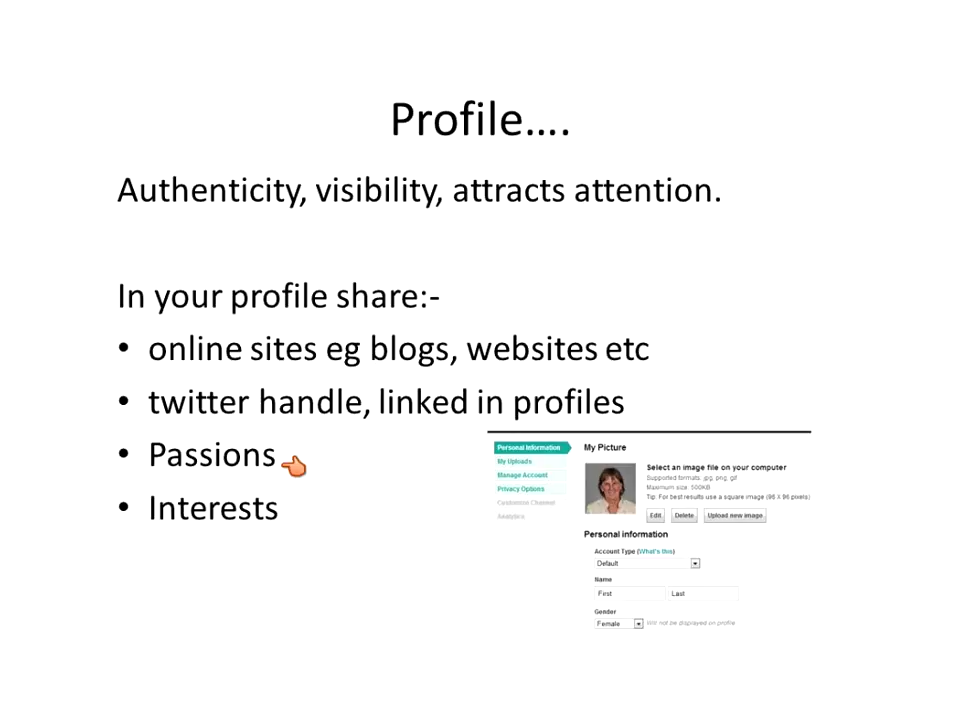 Profile....
Authenticity, visibility, attracts attention.
In your profile share:-
• online sites eg blogs, websites etc
• twitter handle, linked in profiles
• Passions
• Interests
Personal Information
My Uploads
Manage Account
Privacy Options
Customise Channel
Analytics
My Picture
Select an image file on your computer
Supported formats: jpg, png, gif
Maximum size: 500KB
Tip: For best results use a square image (96 X 96 pixels)
Edit Delete Upload new image
Personal information
Account Type (What's this)
Default
Name
First Last
Gender
Female Will not be displayed on profile